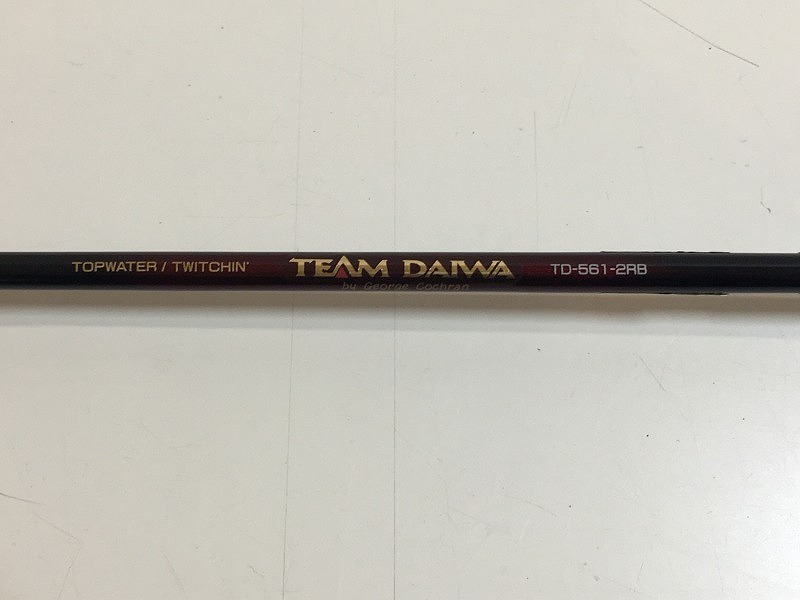 TOPWATER / TWITCHIN' TEAM DAIWA TD-561-2RB
by George Cochran